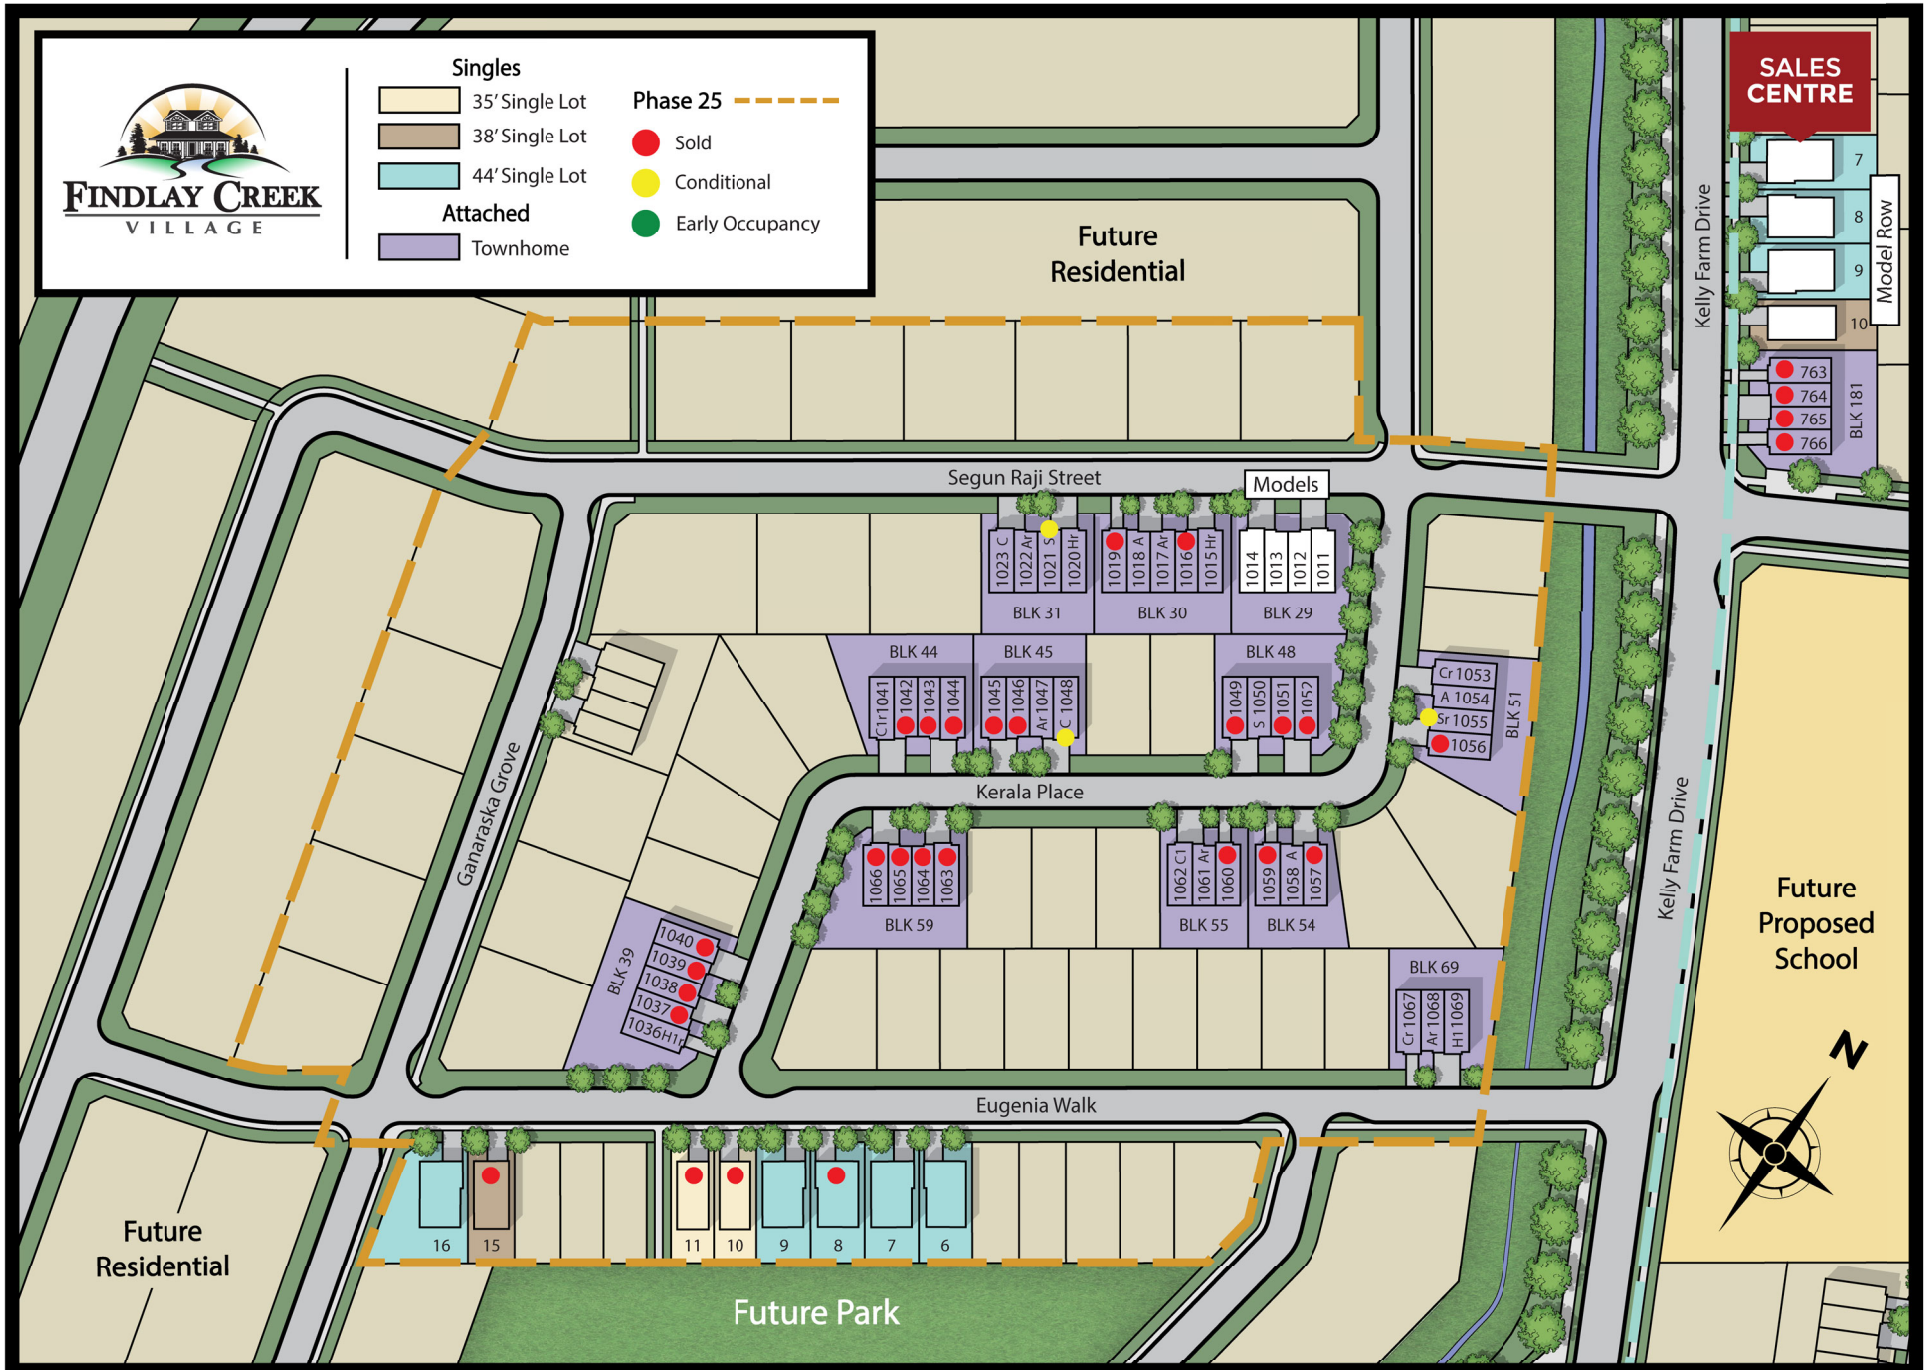 FINDLAY CREEK
VILLAGE
Singles
35' Single Lot
38' Single Lot
44' Single Lot
Attached
Townhome
Phase 25
Sold
Conditional
Early Occupancy
SALES
CENTRE
7
8
9
10
Model Row
Kelly Farm Drive
763
764
765
766
BLK 181
Future
Residential
Segun Raji Street
Models
1023 C
1022 Ar
1021 S
1020 Hr
BLK 31
1019
1018 A
1017 Ar
1016
1015 Hr
BLK 30
1014
1013
1012
1011
BLK 29
BLK 44
C1r 1041
1042
1043
1044
BLK 45
1045
1046
Ar 1047
C 1048
BLK 48
1049
S 1050
1051
1052
Cr 1053
A 1054
Sr 1055
1056
BLK 51
Kerala Place
Ganaraska Grove
1066
1065
1064
1063
BLK 59
1062 C1
1061 Ar
1060
BLK 55
1059
1058 A
1057
BLK 54
Kelly Farm Drive
Future
Proposed
School
BLK 39
1040
1039
1038
1037
1036H1r
BLK 69
Cr 1067
Ar 1068
H1 1069
N
Eugenia Walk
16
15
11
10
9
8
7
6
Future
Residential
Future Park